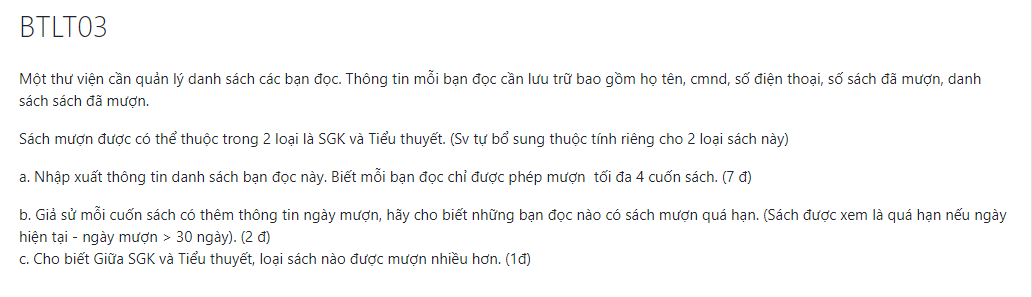 BTLT03
Một thư viện cần quản lý danh sách các bạn đọc. Thông tin mỗi bạn đọc cần lưu trữ bao gồm họ tên, cmnd, số điện thoại, số sách đã mượn, danh
sách sách đã mượn.
Sách mượn được có thể thuộc trong 2 loại là SGK và Tiểu thuyết. (Sv tự bổ sung thuộc tính riêng cho 2 loại sách này)
a. Nhập xuất thông tin danh sách bạn đọc này. Biết mỗi bạn đọc chỉ được phép mượn tối đa 4 cuốn sách. (7 đ)
b. Giả sử mỗi cuốn sách có thêm thông tin ngày mượn, hãy cho biết những bạn đọc nào có sách mượn quá hạn. (Sách được xem là quá hạn nếu ngày
hiện tại - ngày mượn > 30 ngày). (2 đ)
c. Cho biết Giữa SGK và Tiểu thuyết, loại sách nào được mượn nhiều hơn. (1đ)